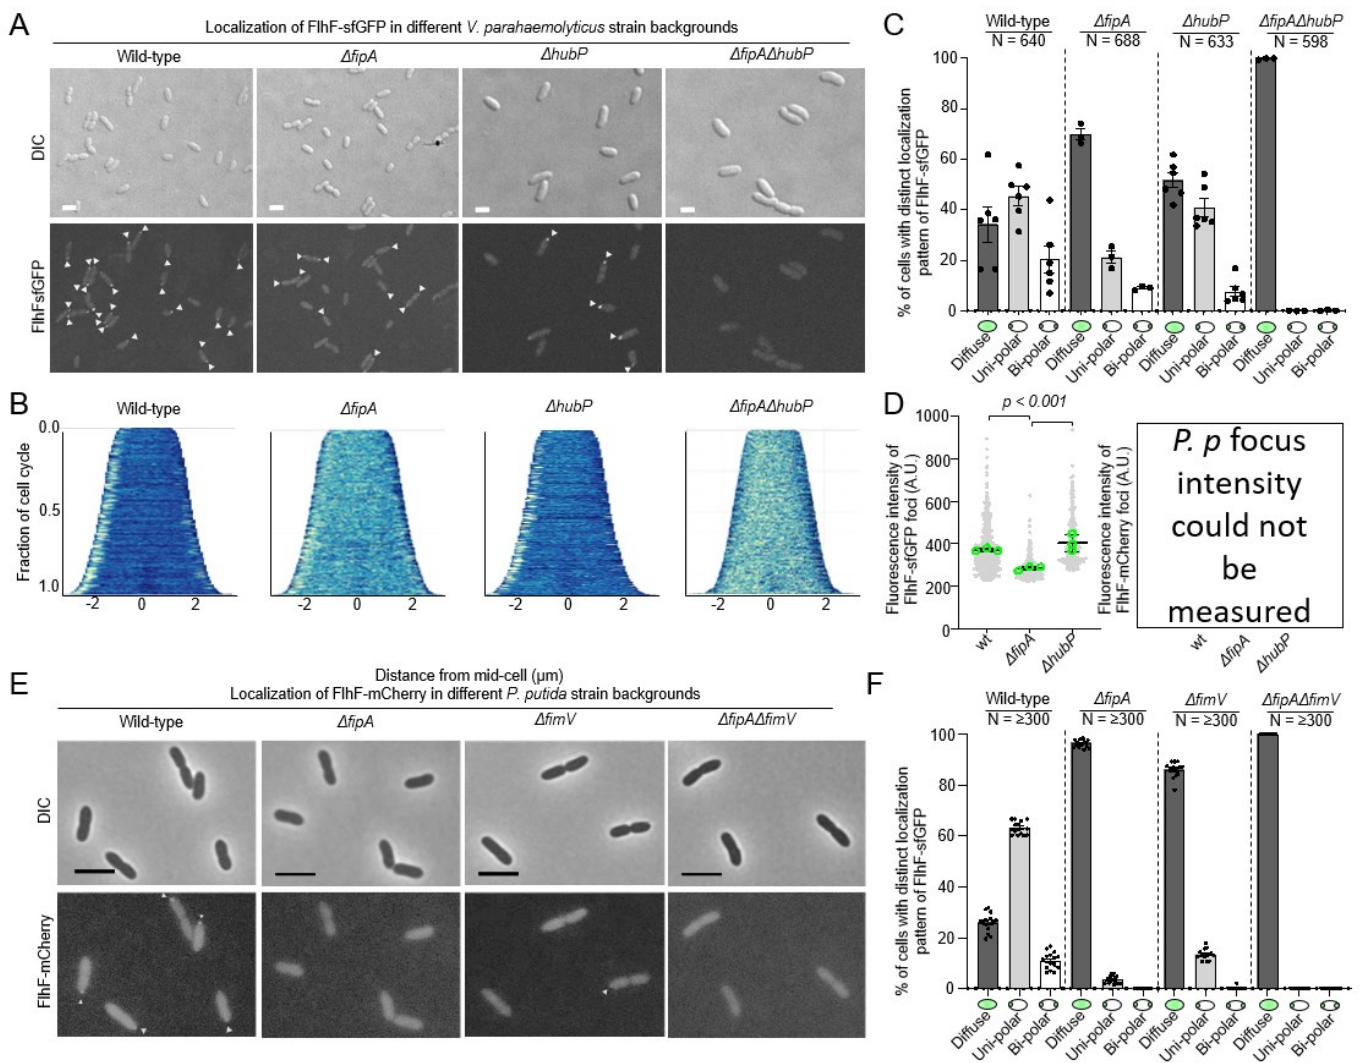 A
Localization of FlhF-sfGFP in different V. parahaemolyticus strain backgrounds
Wild-type
ΔfipA
ΔhubP
ΔfipAΔhubP
DIC
FlhFsfGFP
B
Wild-type
ΔfipA
ΔhubP
ΔfipAΔhubP
Fraction of cell cycle
0.0
0.5
1.0
-2 0 2
-2 0 2
-2 0 2
-2 0 2
Distance from mid-cell (µm)
C
Wild-type
N = 640
ΔfipA
N = 688
ΔhubP
N = 633
ΔfipAΔhubP
N = 598
% of cells with distinct localization
pattern of FlhF-sfGFP
100
80
60
40
20
0
Diffuse
Uni-polar
Bi-polar
Diffuse
Uni-polar
Bi-polar
Diffuse
Uni-polar
Bi-polar
Diffuse
Uni-polar
Bi-polar
D
p < 0.001
Fluorescence intensity of
FlhF-sfGFP foci (A.U.)
1000
800
600
400
200
0
wt
ΔfipA
ΔhubP
Fluorescence intensity of
FlhF-mCherry foci (A.U.)
P. p focus
intensity
could not
be
measured
wt
ΔfipA
ΔhubP
E
Localization of FlhF-mCherry in different P. putida strain backgrounds
Wild-type
ΔfipA
ΔfimV
ΔfipAΔfimV
DIC
FlhF-mCherry
F
Wild-type
N = ≥300
ΔfipA
N = ≥300
ΔfimV
N = ≥300
ΔfipAΔfimV
N = ≥300
% of cells with distinct localization
pattern of FlhF-sfGFP
100
80
60
40
20
0
Diffuse
Uni-polar
Bi-polar
Diffuse
Uni-polar
Bi-polar
Diffuse
Uni-polar
Bi-polar
Diffuse
Uni-polar
Bi-polar